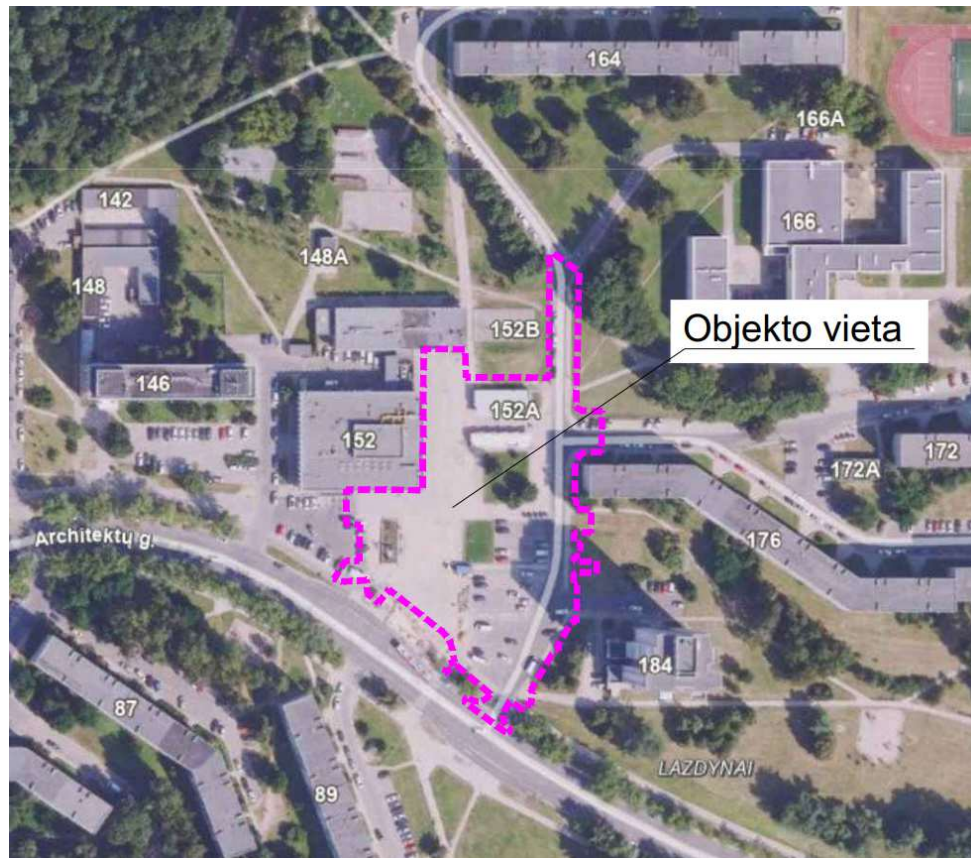 164
166A
142
166
148A
148
152B
Objekto vieta
146
152A
152
172
172A
Architektų g.
176
184
87
LAZDYNAI
89